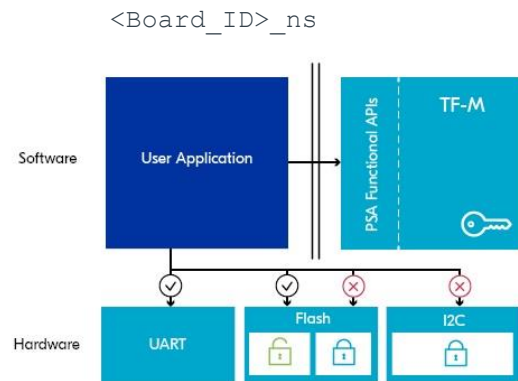 <Board_ID>_ns
Software
User Application
PSA Functional APIs
TF-M
Hardware
UART
Flash
I2C